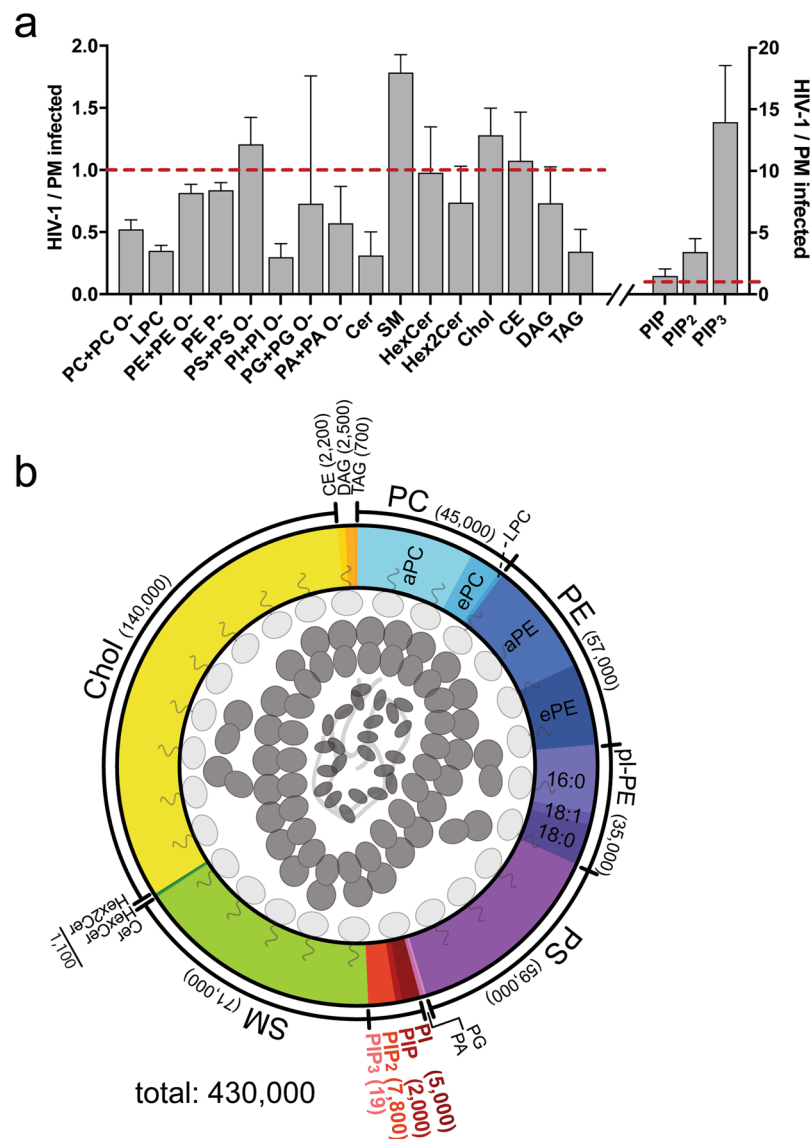 a
HIV-1 / PM infected
2.0
1.5
1.0
0.5
0.0
20
15
10
5
0
HIV-1 / PM infected
PC+PC O-
LPC
PE+PE O-
PE P-
PS+PS O-
PI+PI O-
PG+PG O-
PA+PA O-
Cer
SM
HexCer
Hex2Cer
Chol
CE
DAG
TAG
PIP
PIP₂
PIP₃
b
CE (2,200)
DAG (2,500)
TAG (700)
PC (45,000)
aPC
ePC
LPC
PE (57,000)
aPE
ePE
pl-PE (35,000)
16:0
18:1
18:0
PS (59,000)
PG
PA
PI (5,000)
PIP (2,000)
PIP₂ (7,800)
PIP₃ (19)
SM (71,000)
Cer
HexCer
Hex2Cer
1,100
Chol (140,000)
total: 430,000